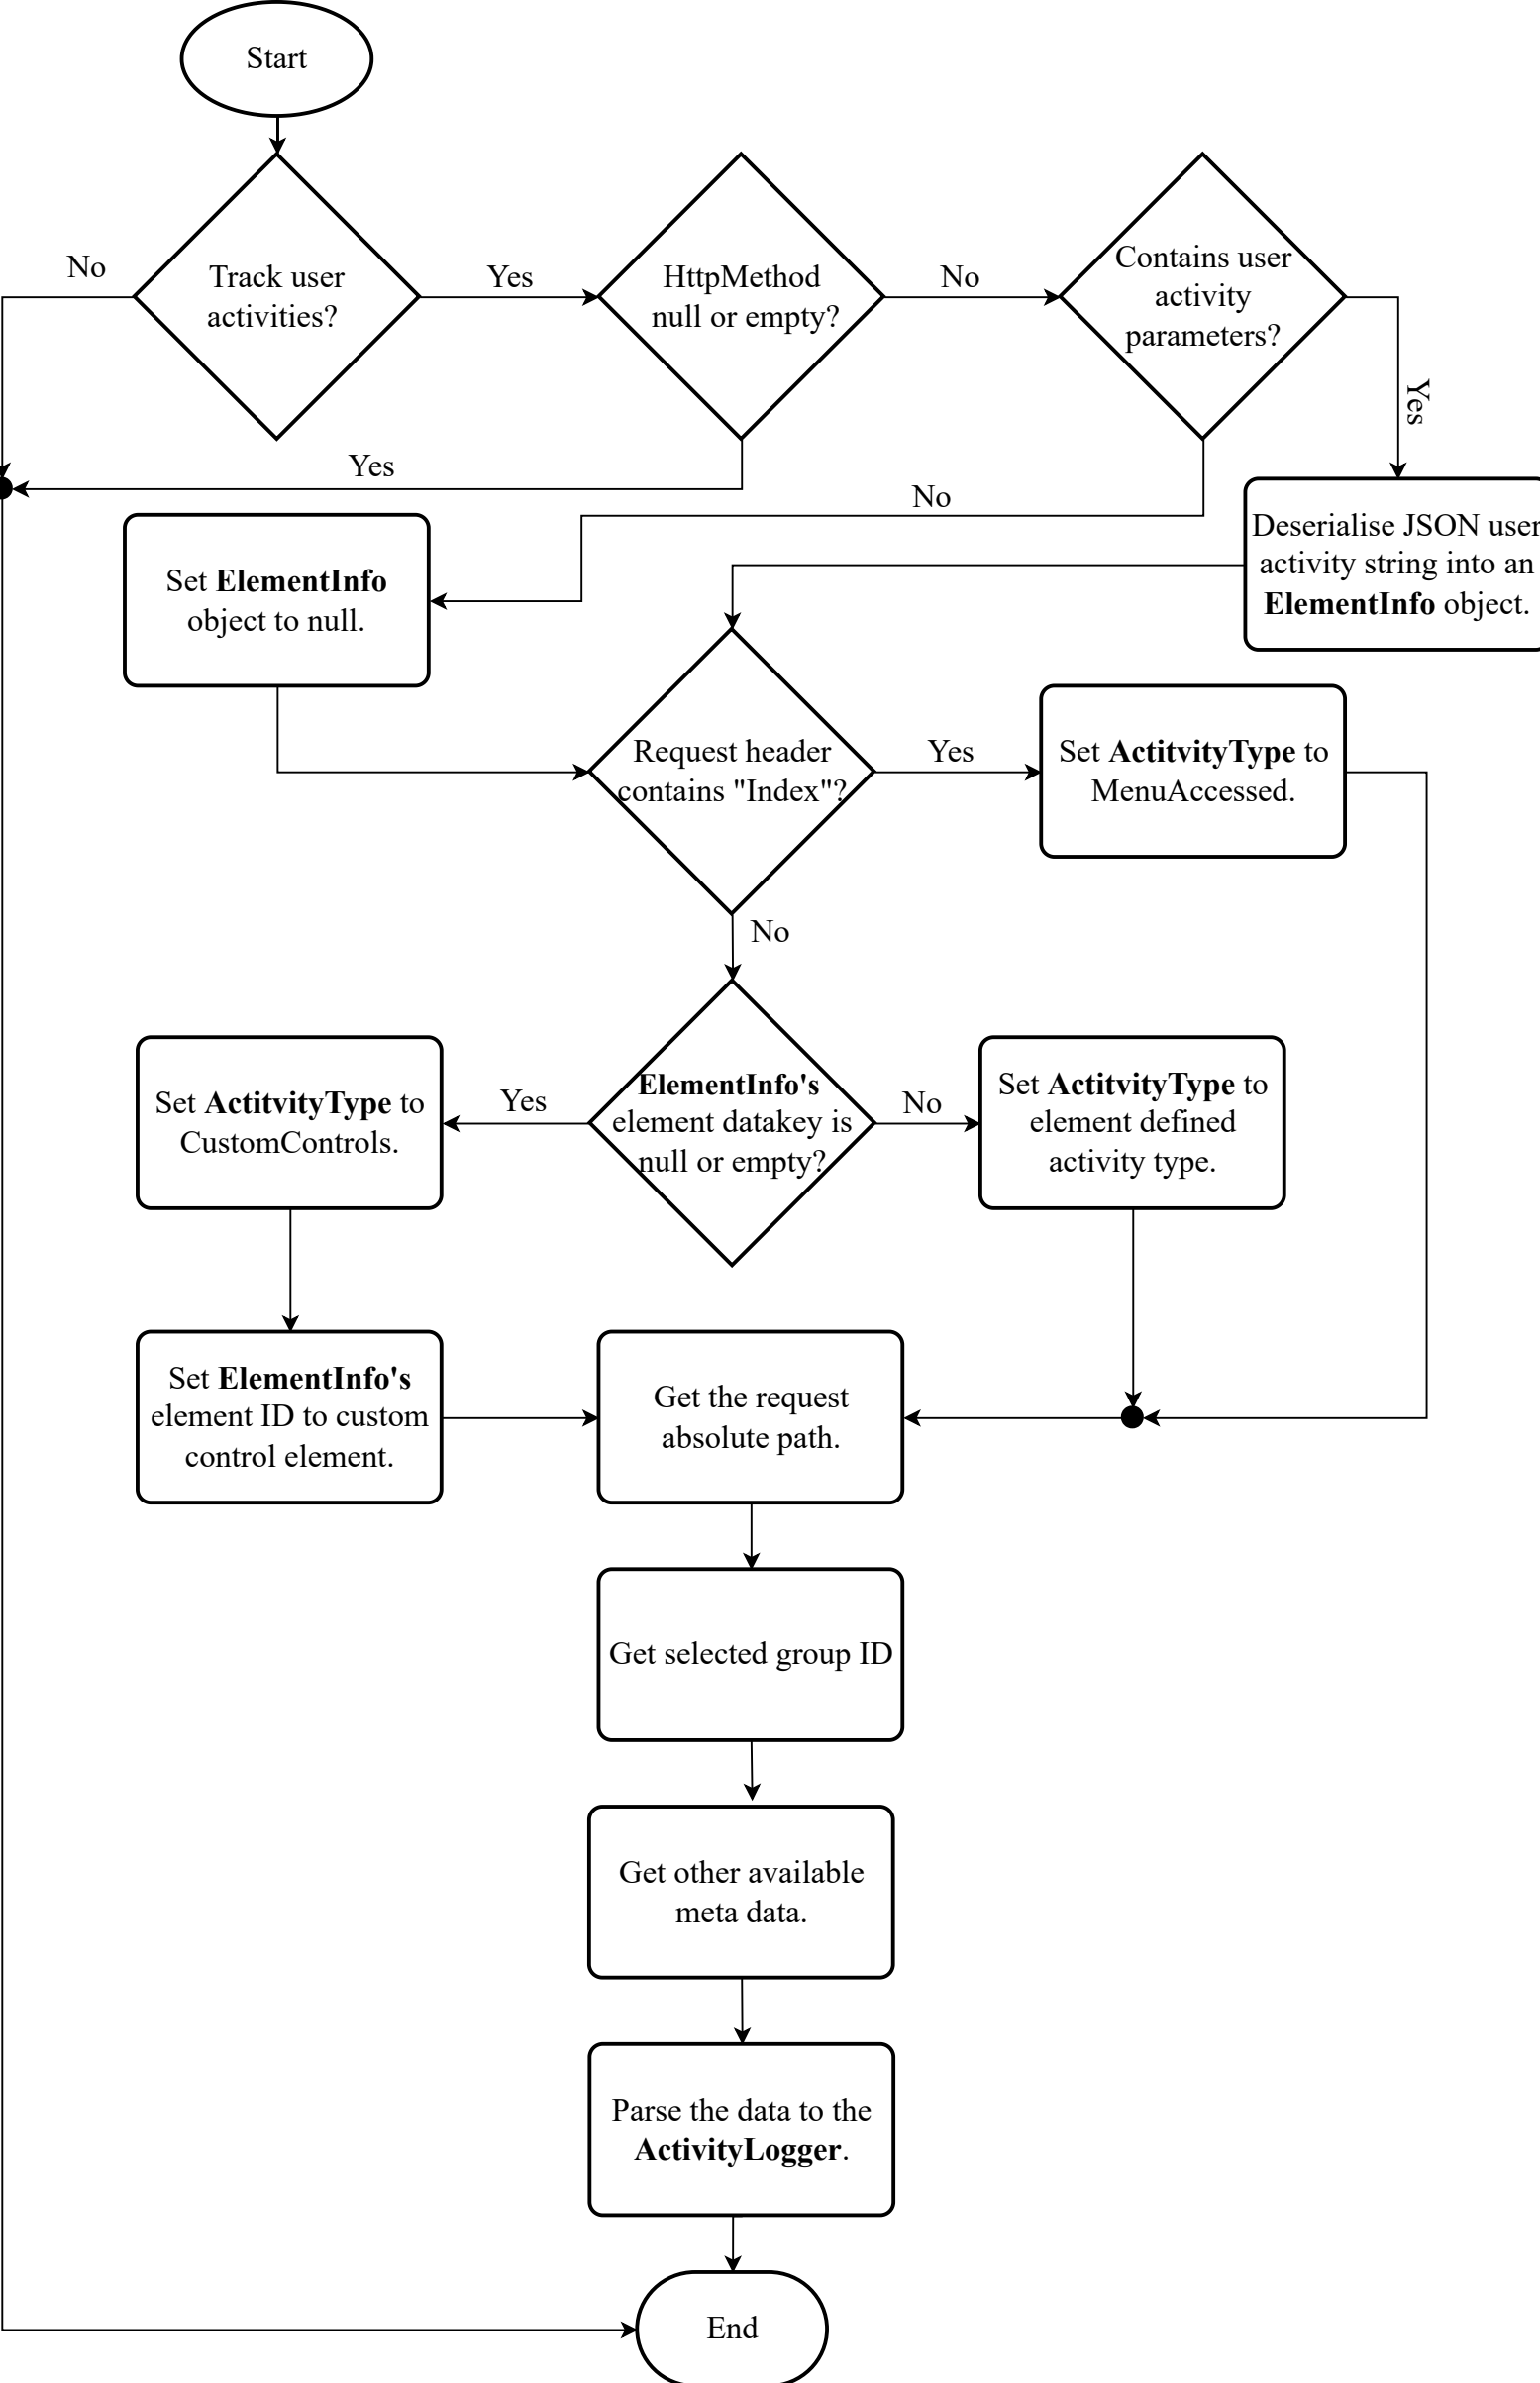 Start
No
Track user
activities?
Yes
HttpMethod
null or empty?
No
Contains user
activity
parameters?
Yes
Yes
No
Deserialise JSON user
activity string into an
ElementInfo object.
Set ElementInfo
object to null.
Request header
contains "Index"?
Yes
Set ActitvityType to
MenuAccessed.
No
Set ActitvityType to
CustomControls.
Yes
ElementInfo's
element datakey is
null or empty?
No
Set ActitvityType to
element defined
activity type.
Set ElementInfo's
element ID to custom
control element.
Get the request
absolute path.
Get selected group ID
Get other available
meta data.
Parse the data to the
ActivityLogger.
End